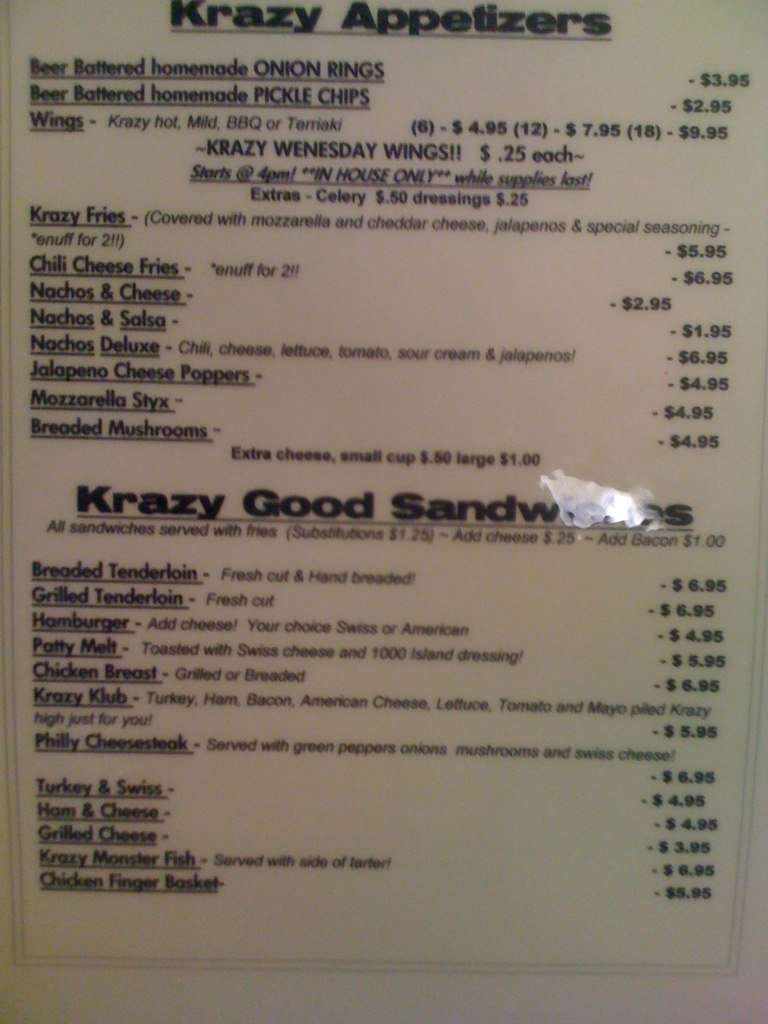 Krazy Appetizers
Beer Battered homemade ONION RINGS - $3.95
Beer Battered homemade PICKLE CHIPS - $2.95
Wings - Krazy hot, Mild, BBQ or Terriaki (6) - $ 4.95 (12) - $ 7.95 (18) - $9.95
~KRAZY WENESDAY WINGS!! $ .25 each~
Starts @ 4pm! **IN HOUSE ONLY** while supplies last!
Extras - Celery $.50 dressings $.25
Krazy Fries - (Covered with mozzarella and cheddar cheese, jalapenos & special seasoning -
*enuff for 2!!) - $5.95
Chili Cheese Fries - *enuff for 2!! - $6.95
Nachos & Cheese - - $2.95
Nachos & Salsa - - $1.95
Nachos Deluxe - Chili, cheese, lettuce, tomato, sour cream & jalapenos! - $6.95
Jalapeno Cheese Poppers - - $4.95
Mozzarella Styx - - $4.95
Breaded Mushrooms - - $4.95
Extra cheese, small cup $.50 large $1.00
Krazy Good
All sandwiches served with fries (Substitutions $1.25) ~ Add cheese $.25 ~ Add Bacon $1.00
Breaded Tenderloin - Fresh cut & Hand breaded! - $ 6.95
Grilled Tenderloin - Fresh cut - $ 6.95
Hamburger - Add cheese! Your choice Swiss or American - $ 4.95
Patty Melt - Toasted with Swiss cheese and 1000 Island dressing! - $ 5.95
Chicken Breast - Grilled or Breaded - $ 6.95
Krazy Klub - Turkey, Ham, Bacon, American Cheese, Lettuce, Tomato and Mayo piled Krazy
high just for you! - $ 5.95
Philly Cheesesteak - Served with green peppers onions mushrooms and swiss cheese!
- $ 6.95
Turkey & Swiss - - $ 4.95
Ham & Cheese - - $ 4.95
Grilled Cheese - - $ 3.95
Krazy Monster Fish - Served with side of tarter! - $ 6.95
Chicken Finger Basket- - $5.95